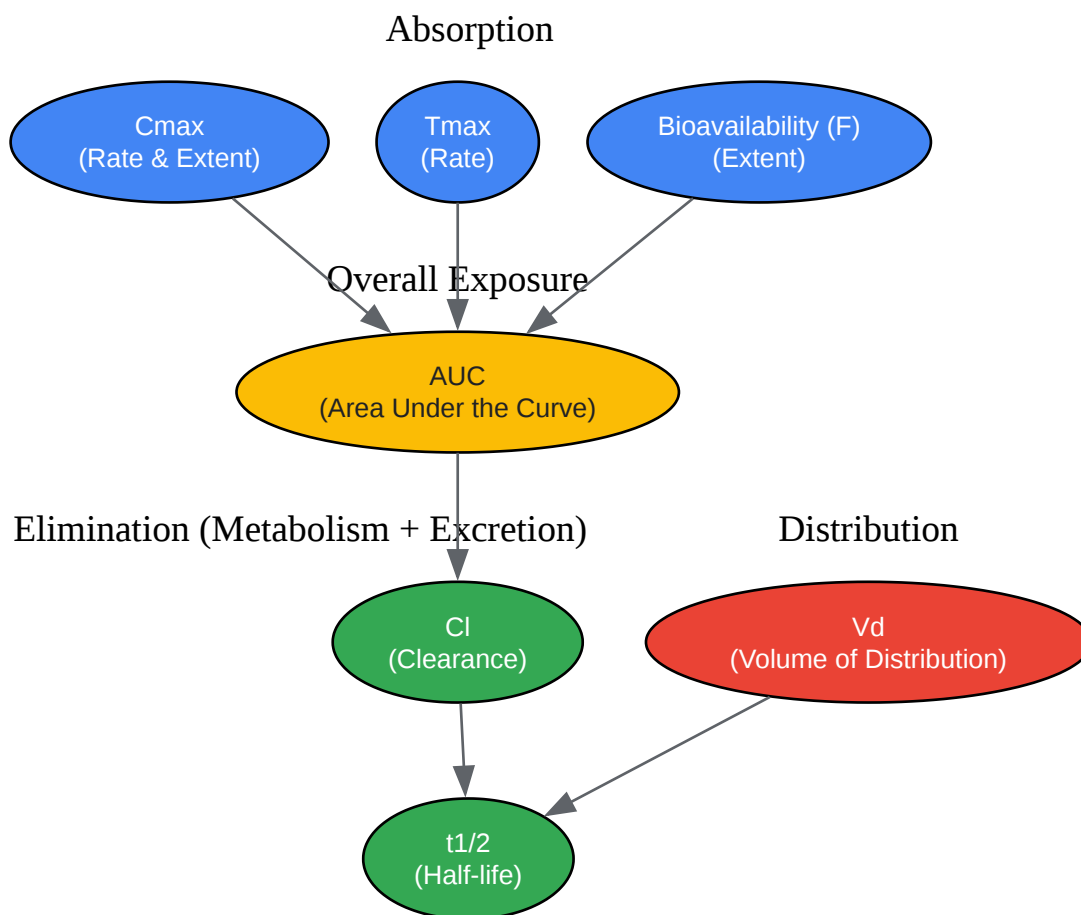 Absorption
Cmax
(Rate & Extent)
Tmax
(Rate)
Bioavailability (F)
(Extent)
Overall Exposure
AUC
(Area Under the Curve)
Elimination (Metabolism + Excretion)
Distribution
Cl
(Clearance)
Vd
(Volume of Distribution)
t1/2
(Half-life)